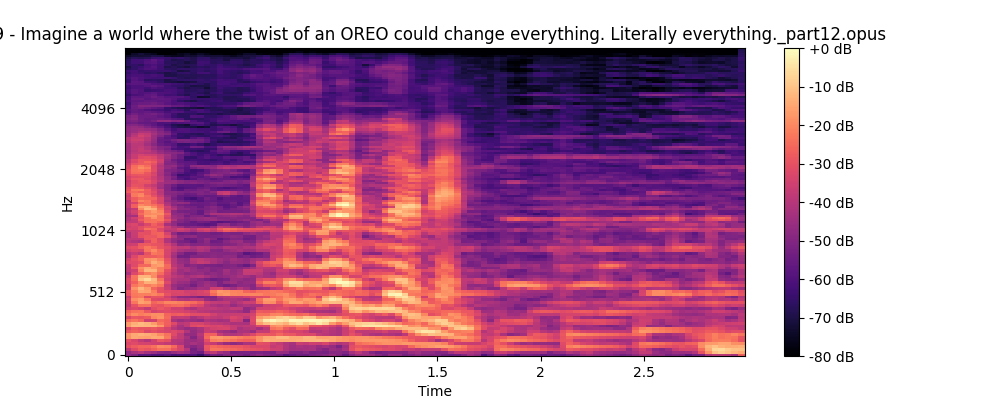 9 - Imagine a world where the twist of an OREO could change everything. Literally everything._part12.opus
Hz
4096
2048
1024
512
0
0
0.5
1
1.5
2
2.5
Time
+0 dB
-10 dB
-20 dB
-30 dB
-40 dB
-50 dB
-60 dB
-70 dB
-80 dB